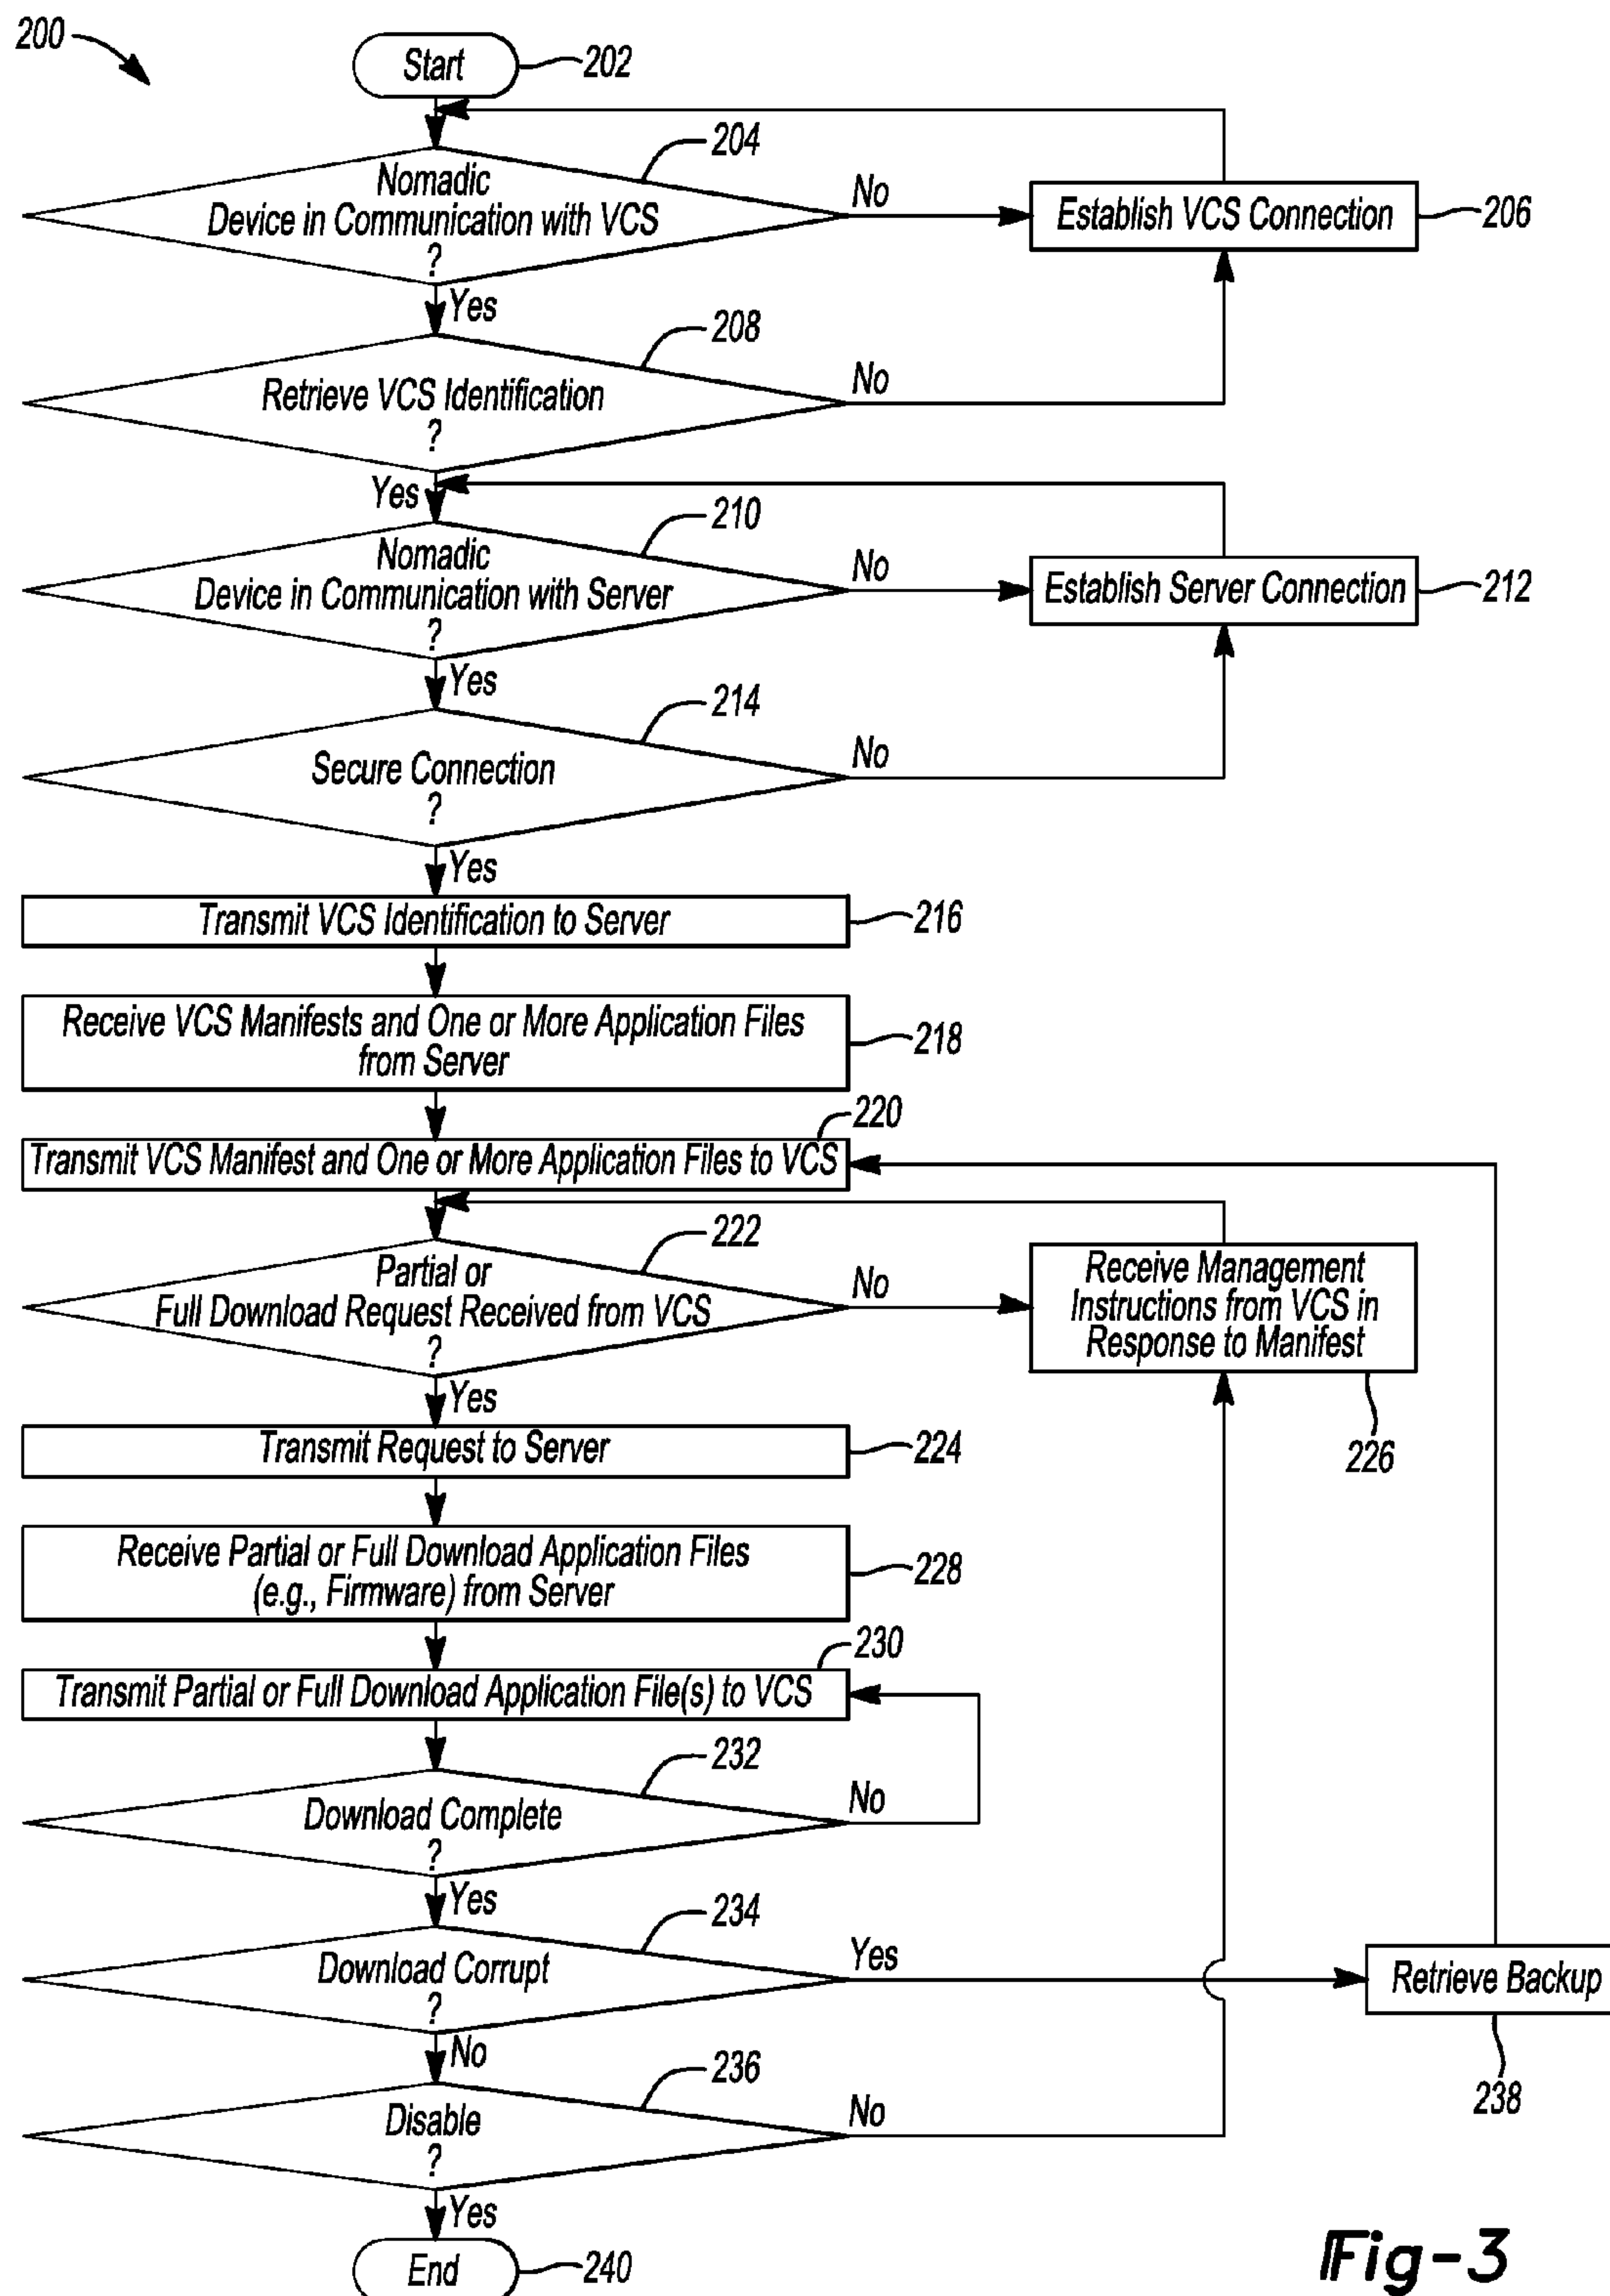 200
Start
202
204
Nomadic
Device in Communication with VCS
?
No
Establish VCS Connection
206
Yes
208
Retrieve VCS Identification
?
No
Yes
210
Nomadic
Device in Communication with Server
?
No
Establish Server Connection
212
Yes
214
Secure Connection
?
No
Yes
Transmit VCS Identification to Server
216
Receive VCS Manifests and One or More Application Files
from Server
218
220
Transmit VCS Manifest and One or More Application Files to VCS
222
Partial or
Full Download Request Received from VCS
?
No
Receive Management
Instructions from VCS in
Response to Manifest
226
Yes
Transmit Request to Server
224
Receive Partial or Full Download Application Files
(e.g., Firmware) from Server
228
230
Transmit Partial or Full Download Application File(s) to VCS
232
Download Complete
?
No
Yes
234
Download Corrupt
?
Yes
Retrieve Backup
238
No
236
Disable
?
No
Yes
End
240
Fig-3